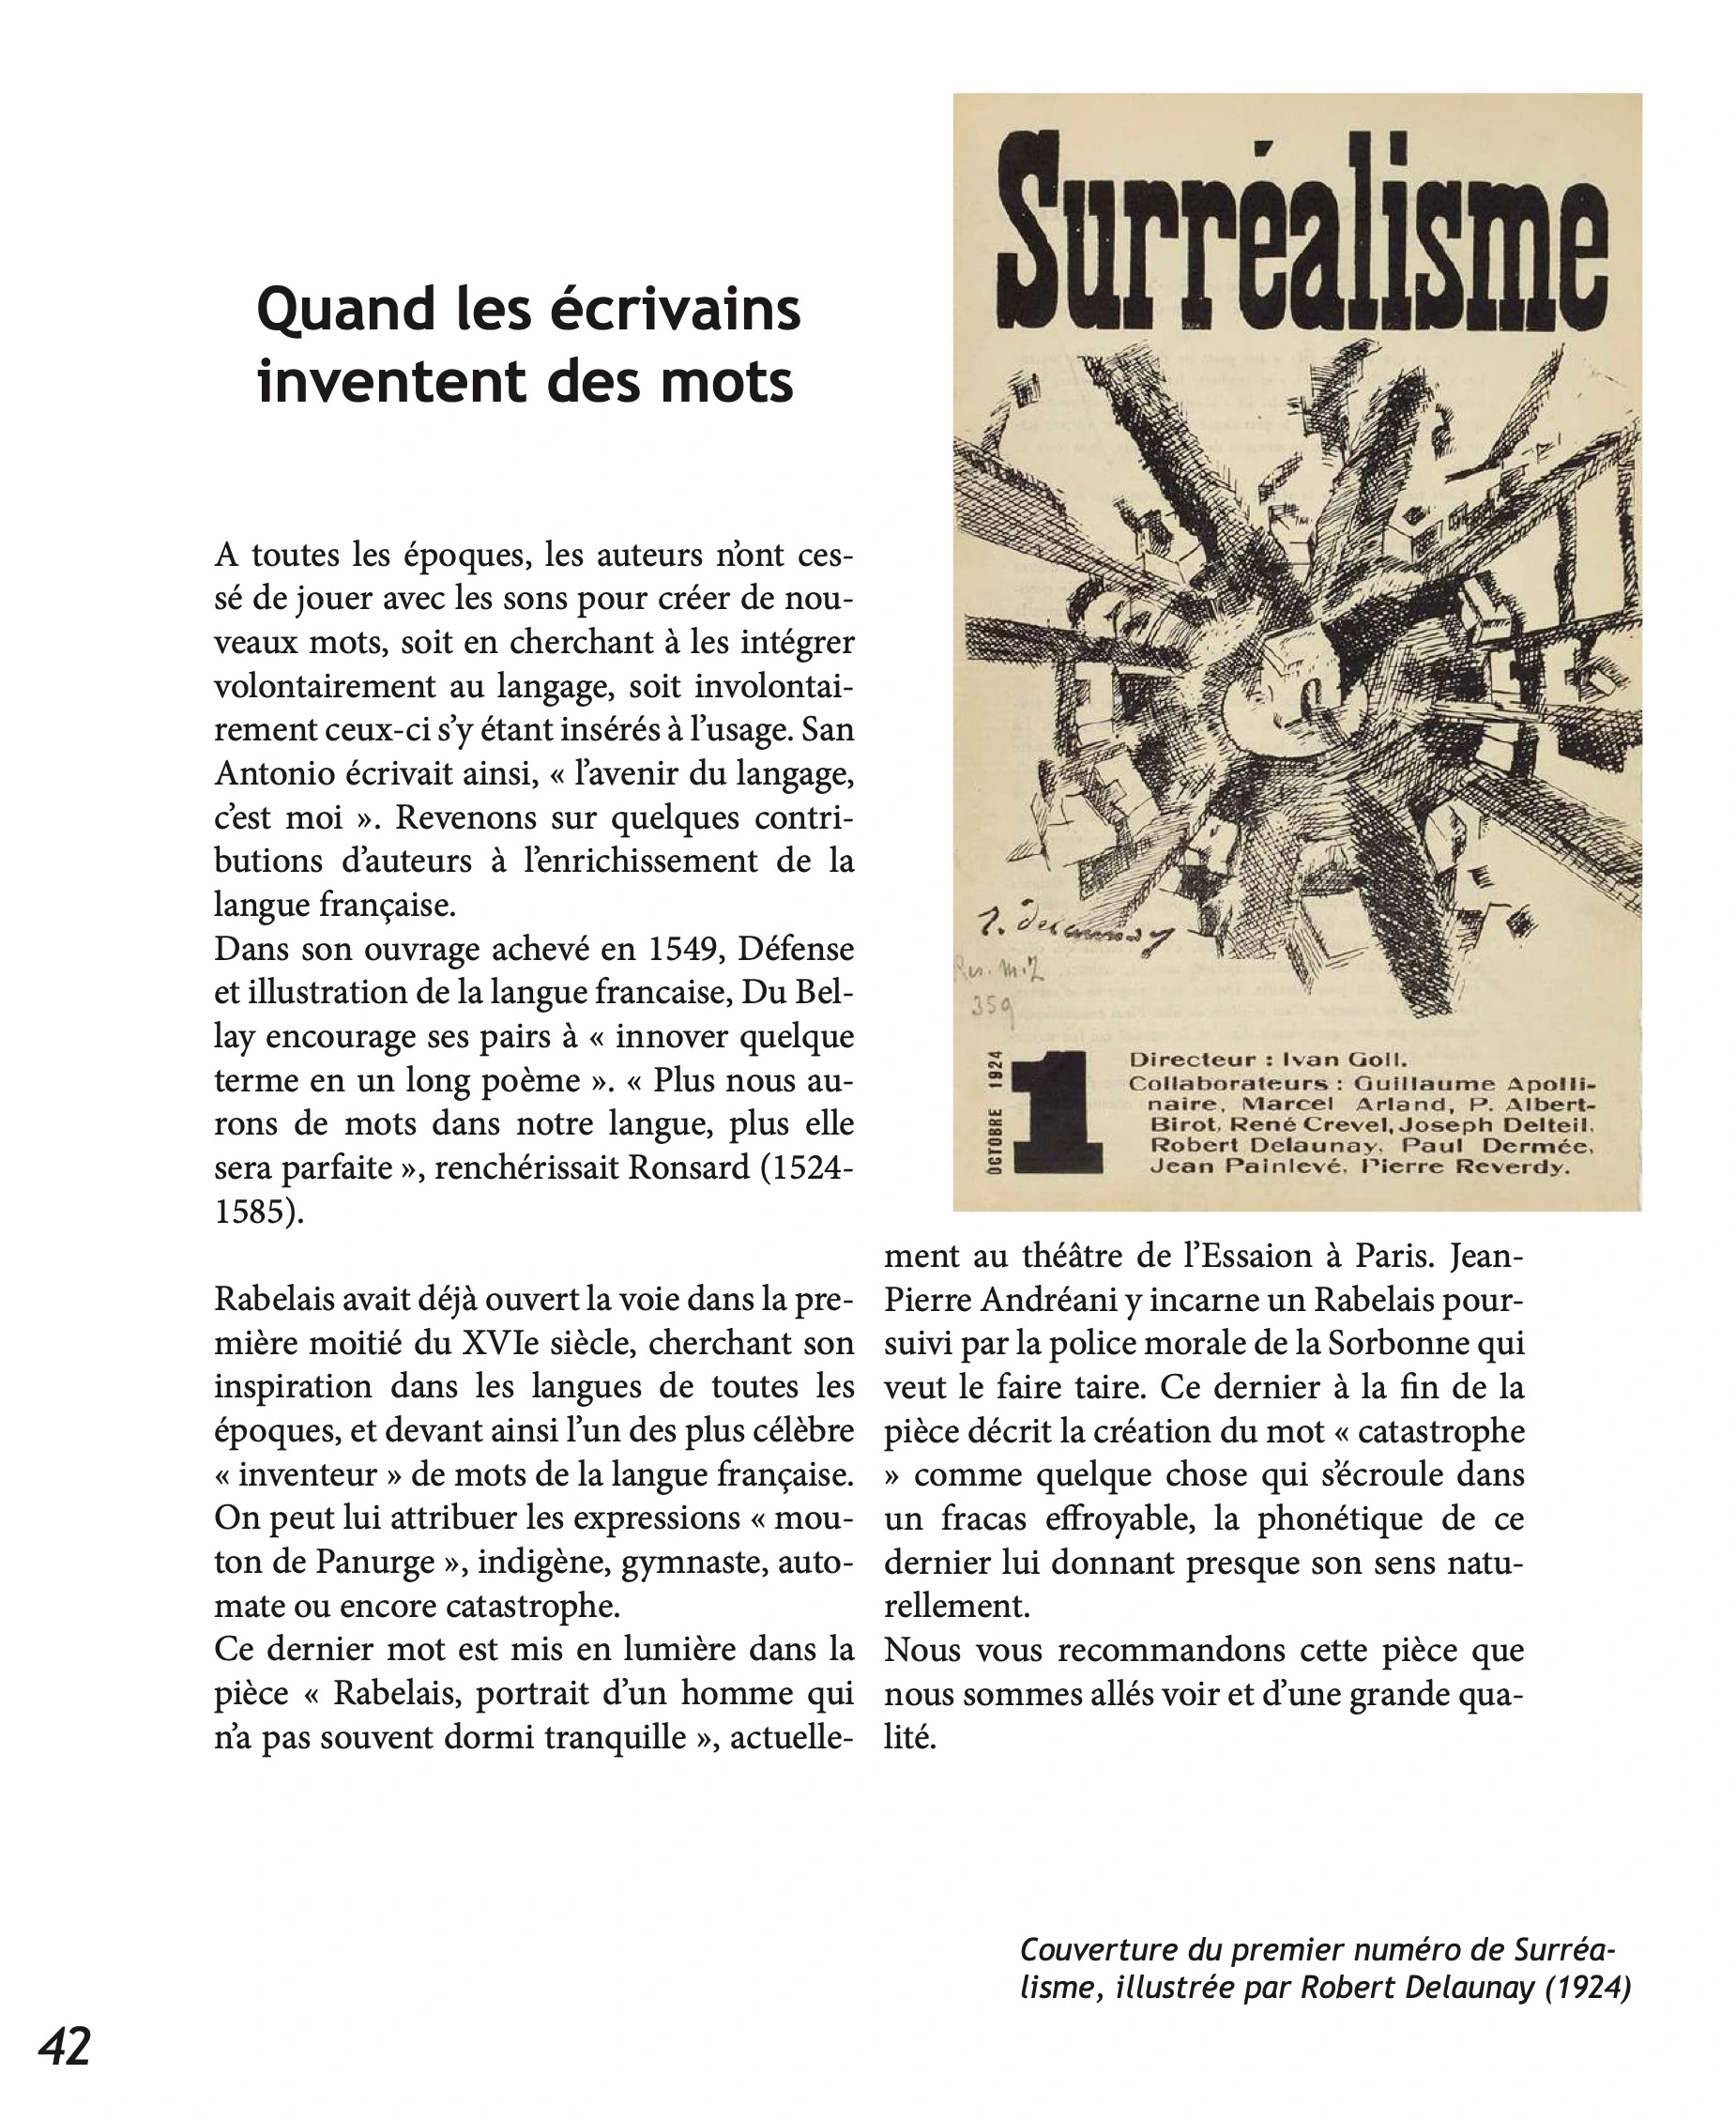 Quand les écrivains
inventent des mots
A toutes les époques, les auteurs n'ont ces-
sé de jouer avec les sons pour créer de nou-
veaux mots, soit en cherchant à les intégrer
volontairement au langage, soit involontai-
rement ceux-ci s'y étant insérés à l'usage. San
Antonio écrivait ainsi, « l'avenir du langage,
c'est moi ». Revenons sur quelques contri-
butions d'auteurs à l'enrichissement de la
langue française.
Dans son ouvrage achevé en 1549, Défense
et illustration de la langue francaise, Du Bel-
lay encourage ses pairs à « innover quelque
terme en un long poème ». « Plus nous au-
rons de mots dans notre langue, plus elle
sera parfaite », renchérissait Ronsard (1524-
1585).
Rabelais avait déjà ouvert la voie dans la pre-
mière moitié du XVIe siècle, cherchant son
inspiration dans les langues de toutes les
époques, et devant ainsi l'un des plus célèbre
« inventeur » de mots de la langue française.
On peut lui attribuer les expressions « mou-
ton de Panurge », indigène, gymnaste, auto-
mate ou encore catastrophe.
Ce dernier mot est mis en lumière dans la
pièce « Rabelais, portrait d'un homme qui
n'a pas souvent dormi tranquille », actuelle-
Surréalisme
r. delaunay
Res. m. Z
359
OCTOBRE 1924
1
Directeur : Ivan Goll.
Collaborateurs : Guillaume Apolli-
naire, Marcel Arland, P. Albert-
Birot, René Crevel, Joseph Delteil,
Robert Delaunay, Paul Dermée,
Jean Painlevé, Pierre Reverdy.
ment au théâtre de l'Essaion à Paris. Jean-
Pierre Andréani y incarne un Rabelais pour-
suivi par la police morale de la Sorbonne qui
veut le faire taire. Ce dernier à la fin de la
pièce décrit la création du mot « catastrophe
» comme quelque chose qui s'écroule dans
un fracas effroyable, la phonétique de ce
dernier lui donnant presque son sens natu-
rellement.
Nous vous recommandons cette pièce que
nous sommes allés voir et d'une grande qua-
lité.
Couverture du premier numéro de Surréa-
lisme, illustrée par Robert Delaunay (1924)
42